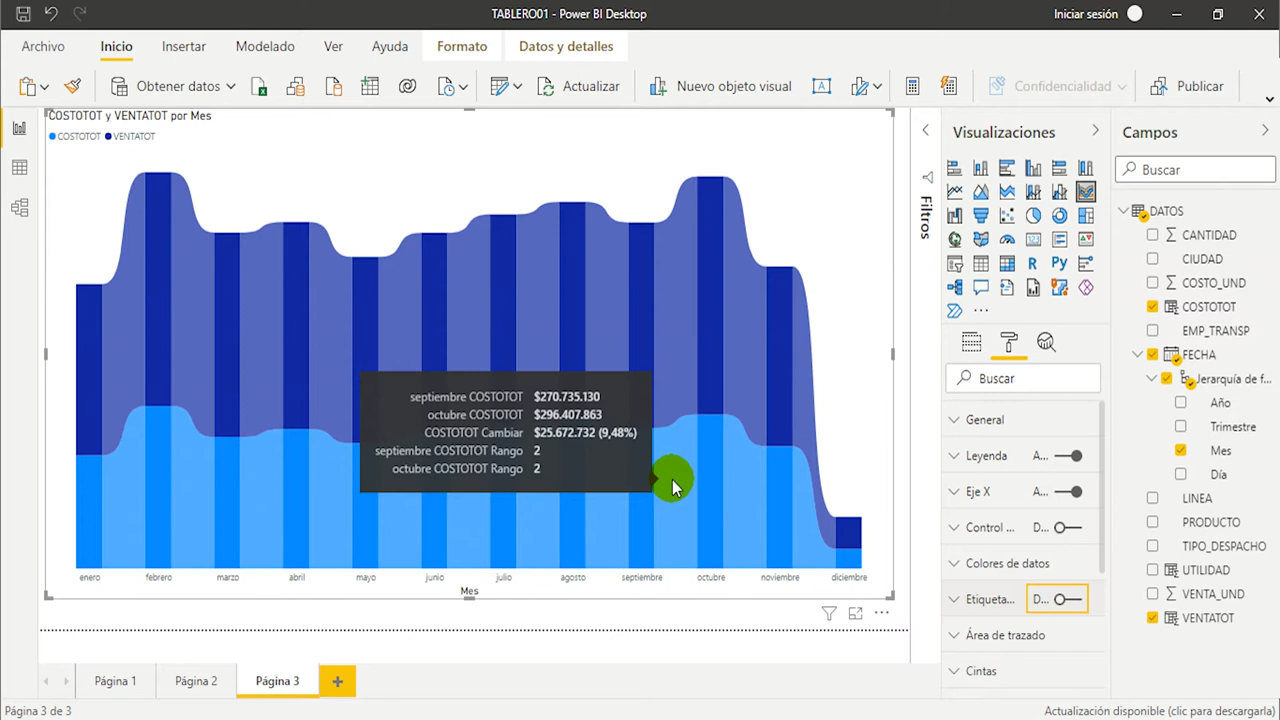 TABLERO01 - Power BI Desktop
Iniciar sesión
Archivo
Inicio
Insertar
Modelado
Ver
Ayuda
Formato
Datos y detalles
Obtener datos
Actualizar
Nuevo objeto visual
Confidencialidad
Publicar
COSTOTOT y VENTATOT por Mes
COSTOTOT
VENTATOT
septiembre COSTOTOT $270.735.130
octubre COSTOTOT $296.407.863
COSTOTOT Cambiar $25.672.732 (9,48%)
septiembre COSTOTOT Rango 2
octubre COSTOTOT Rango 2
enero
febrero
marzo
abril
mayo
junio
julio
agosto
septiembre
octubre
noviembre
diciembre
Mes
Filtros
Visualizaciones
Buscar
General
Leyenda A...
Eje X A...
Control ... D...
Colores de datos
Etiqueta... D...
Área de trazado
Cintas
Campos
Buscar
DATOS
CANTIDAD
CIUDAD
COSTO_UND
COSTOTOT
EMP_TRANSP
FECHA
Jerarquía de f...
Año
Trimestre
Mes
Día
LINEA
PRODUCTO
TIPO_DESPACHO
UTILIDAD
VENTA_UND
VENTATOT
Página 1
Página 2
Página 3
Página 3 de 3
Actualización disponible (clic para descargarla)